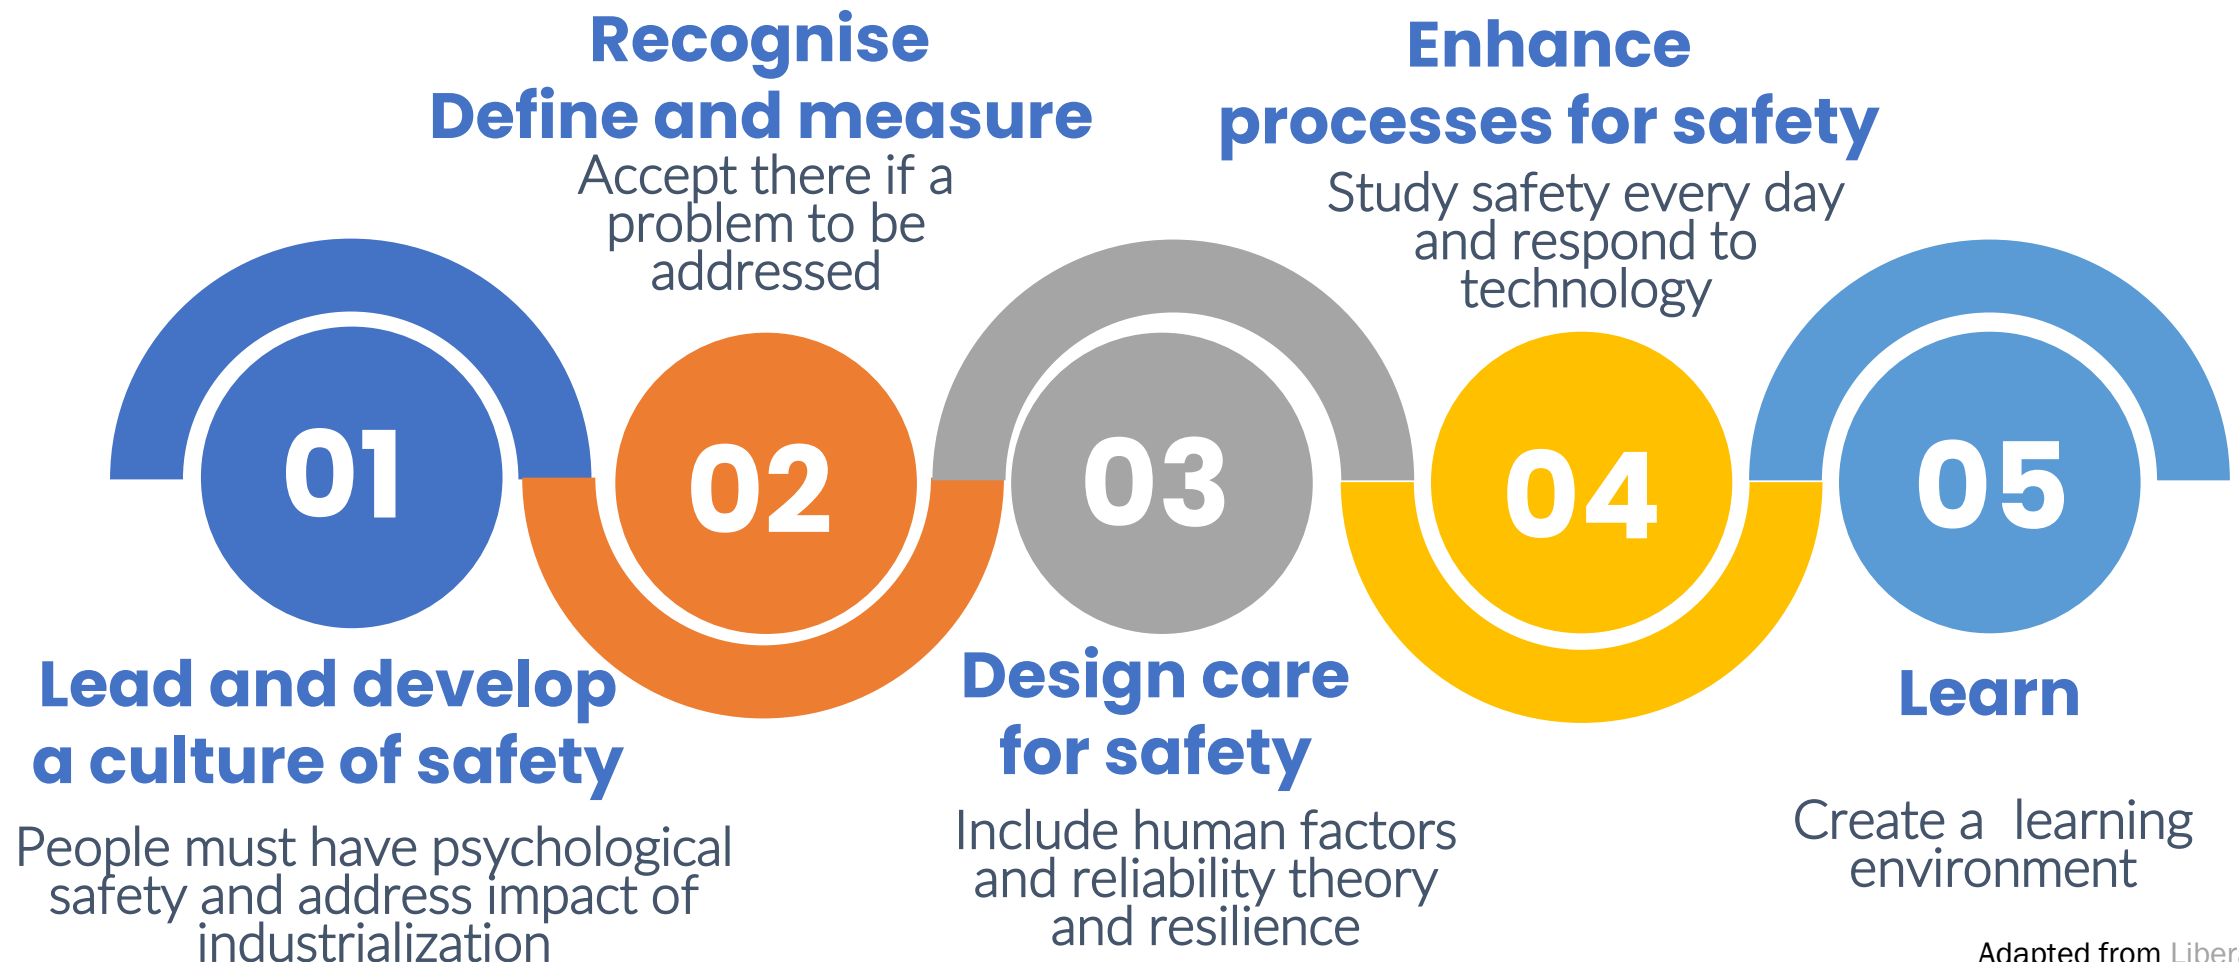 Recognise
Define and measure
Accept there if a
problem to be
addressed
Enhance
processes for safety
Study safety every day
and respond to
technology
01
02
03
04
05
Lead and develop
a culture of safety
People must have psychological
safety and address impact of
industrialization
Design care
for safety
Include human factors
and reliability theory
and resilience
Learn
Create a learning
environment
Adapted from